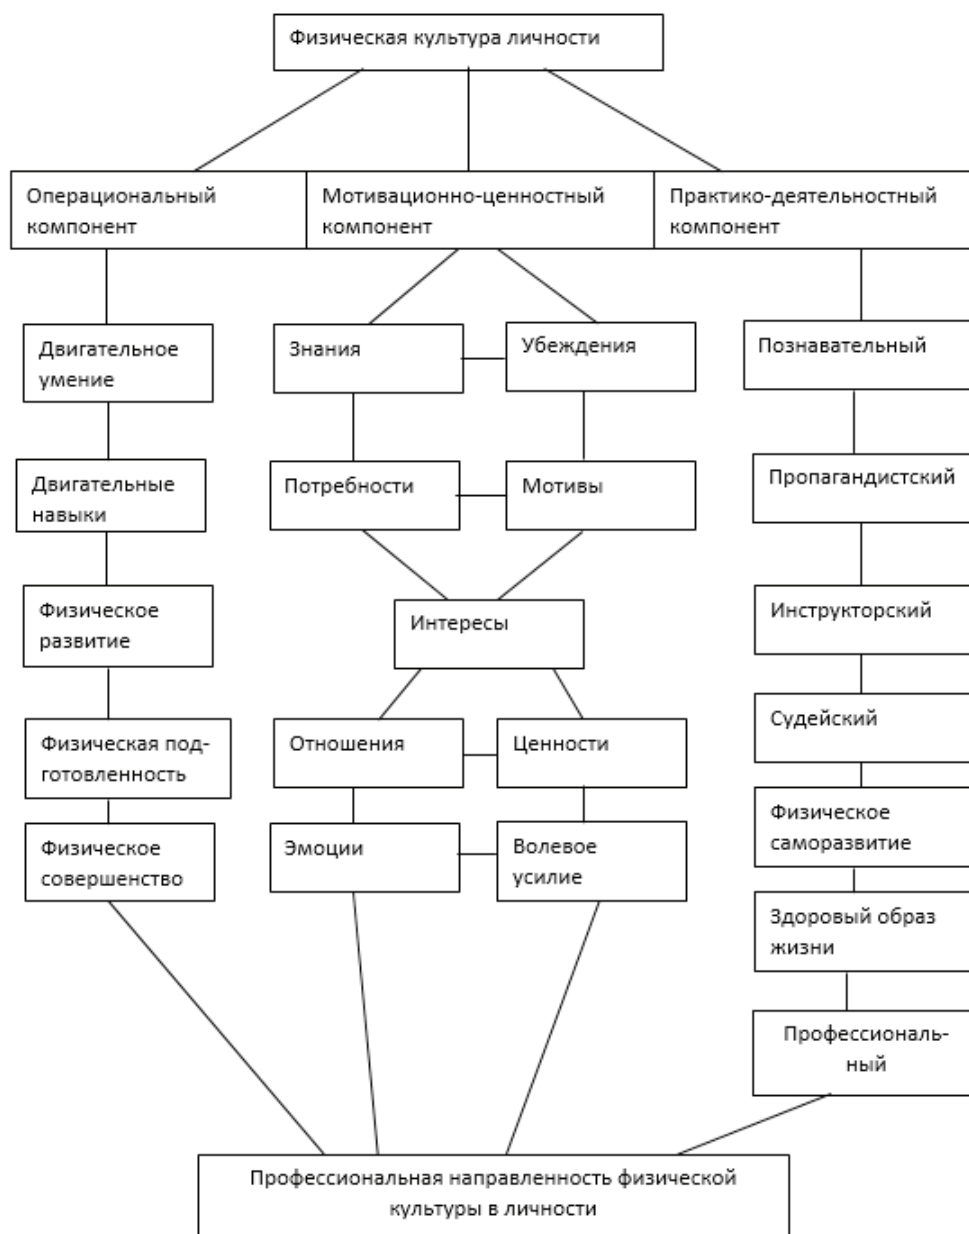 Физическая культура личности
Операциональный
компонент
Мотивационно-ценностный
компонент
Практико-деятельностный
компонент
Двигательное
умение
Знания
Убеждения
Познавательный
Двигательные
навыки
Потребности
Мотивы
Пропагандистский
Физическое
развитие
Интересы
Инструкторский
Физическая под-
готовленность
Отношения
Ценности
Судейский
Физическое
совершенство
Эмоции
Волевое
усилие
Физическое
саморазвитие
Здоровый образ
жизни
Профессиональ-
ный
Профессиональная направленность физической
культуры в личности